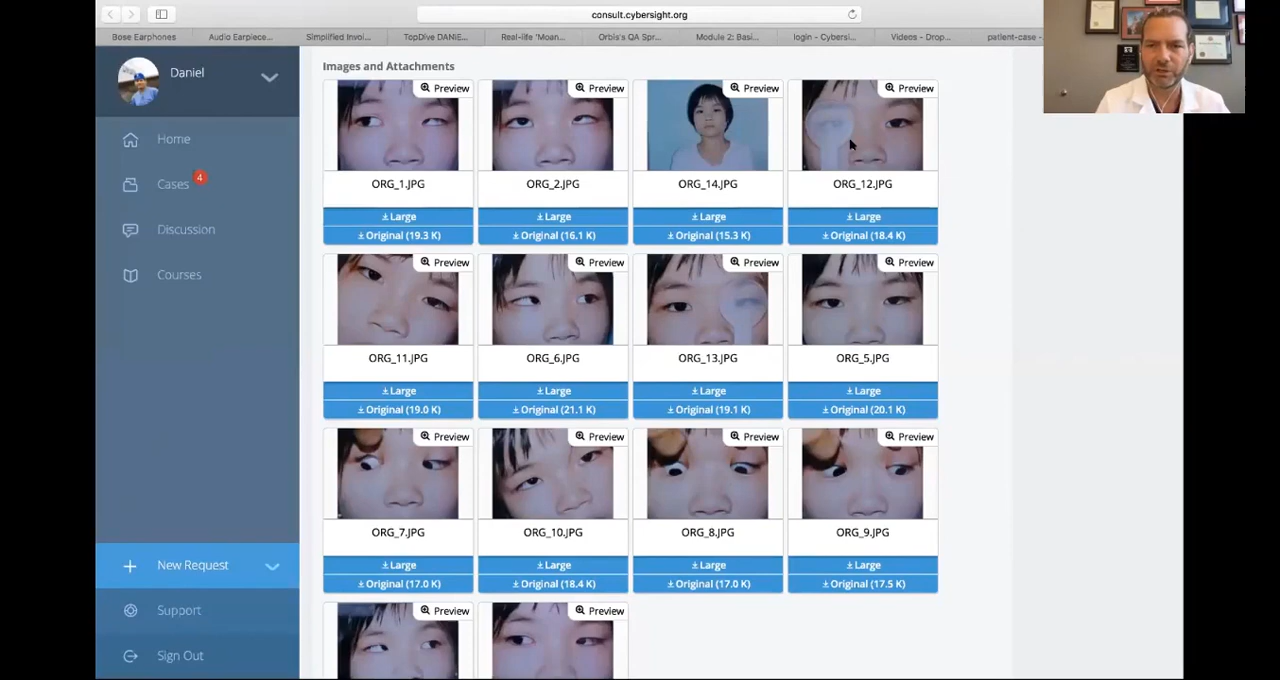 consult.cybersight.org
Bose Earphones
Audio Earpiece...
Simplified Invoi...
TopDive DANIE...
Real-life 'Moan...
Orbis's QA Spr...
Module 2: Basi...
login - Cybersi...
Videos - Drop...
patient-case -
Daniel
Home
Cases 4
Discussion
Courses
New Request
Support
Sign Out
Images and Attachments
Preview Preview Preview Preview
ORG_1.JPG ORG_2.JPG ORG_14.JPG ORG_12.JPG
Large Large Large Large
Original (19.3 K) Original (16.1 K) Original (15.3 K) Original (18.4 K)
Preview Preview Preview Preview
ORG_11.JPG ORG_6.JPG ORG_13.JPG ORG_5.JPG
Large Large Large Large
Original (19.0 K) Original (21.1 K) Original (19.1 K) Original (20.1 K)
Preview Preview Preview Preview
ORG_7.JPG ORG_10.JPG ORG_8.JPG ORG_9.JPG
Large Large Large Large
Original (17.0 K) Original (18.4 K) Original (17.0 K) Original (17.5 K)
Preview Preview